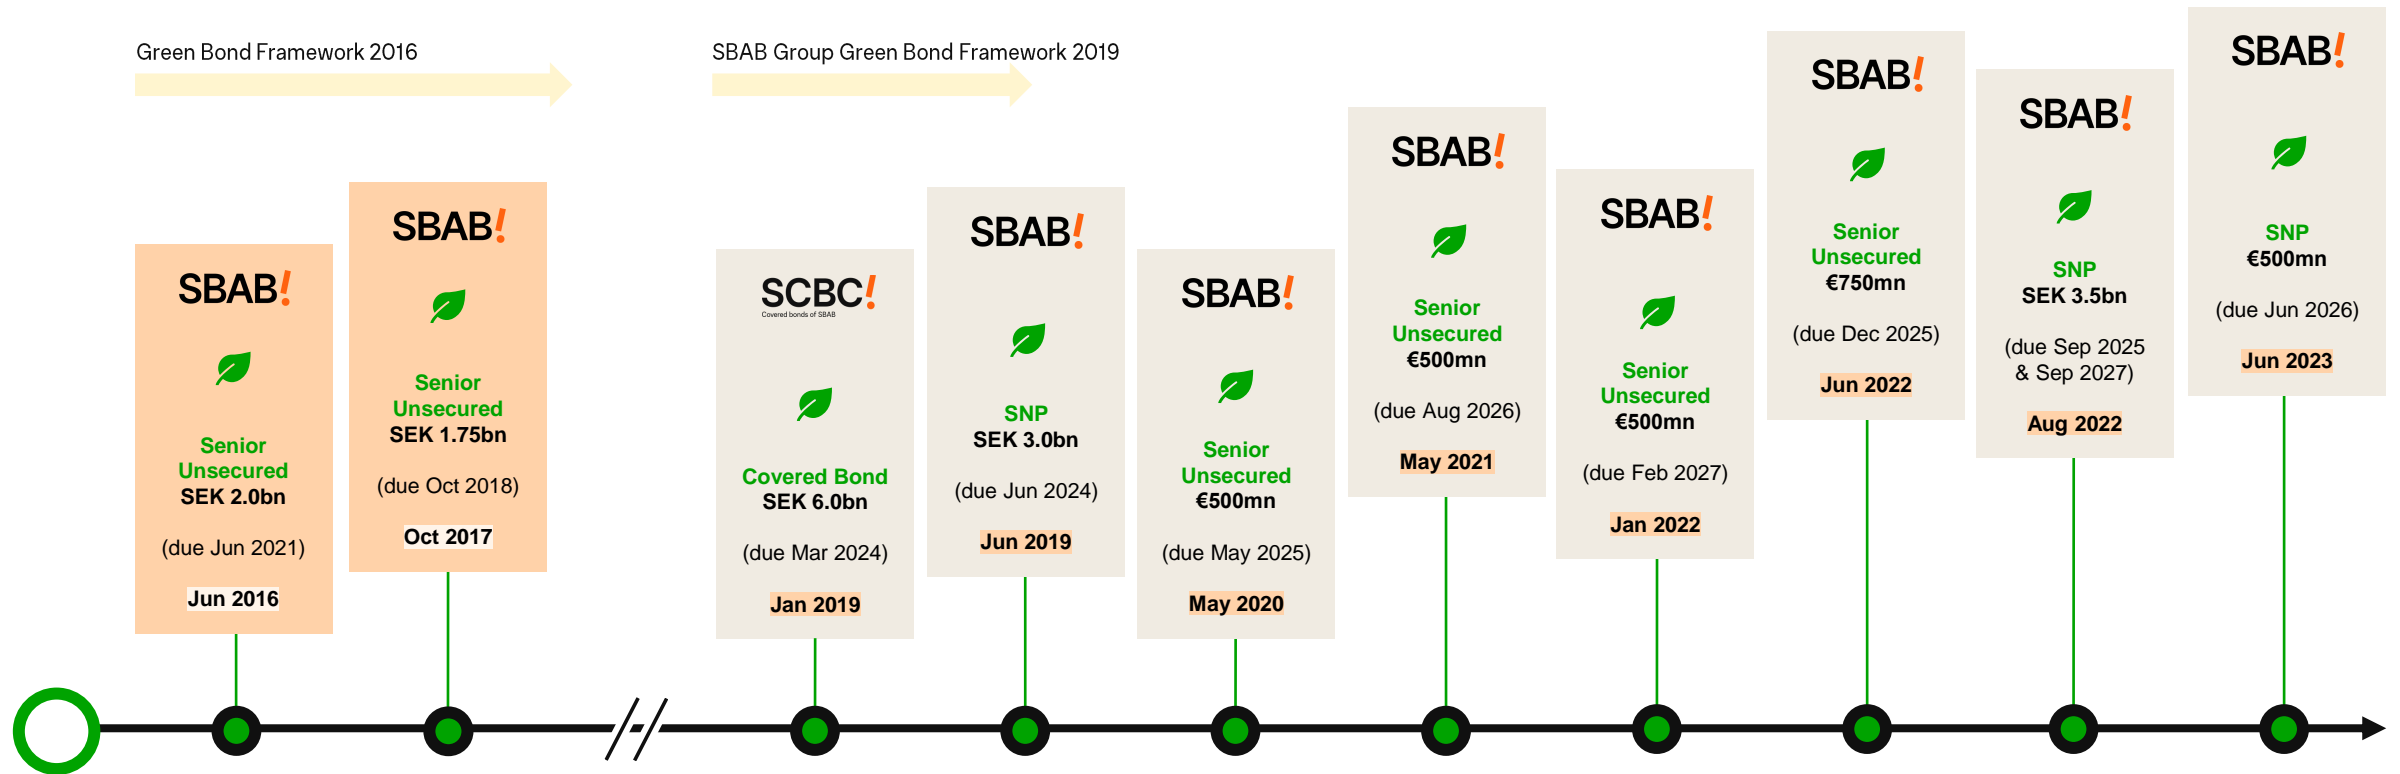 Green Bond Framework 2016
SBAB Group Green Bond Framework 2019
SBAB!
Senior
Unsecured
SEK 2.0bn
(due Jun 2021)
Jun 2016
SBAB!
Senior
Unsecured
SEK 1.75bn
(due Oct 2018)
Oct 2017
SCBC!
Covered bonds of SBAB
Covered Bond
SEK 6.0bn
(due Mar 2024)
Jan 2019
SBAB!
SNP
SEK 3.0bn
(due Jun 2024)
Jun 2019
SBAB!
Senior
Unsecured
€500mn
(due May 2025)
May 2020
SBAB!
Senior
Unsecured
€500mn
(due Aug 2026)
May 2021
SBAB!
Senior
Unsecured
€500mn
(due Feb 2027)
Jan 2022
SBAB!
Senior
Unsecured
€750mn
(due Dec 2025)
Jun 2022
SBAB!
SNP
SEK 3.5bn
(due Sep 2025
& Sep 2027)
Aug 2022
SBAB!
SNP
€500mn
(due Jun 2026)
Jun 2023